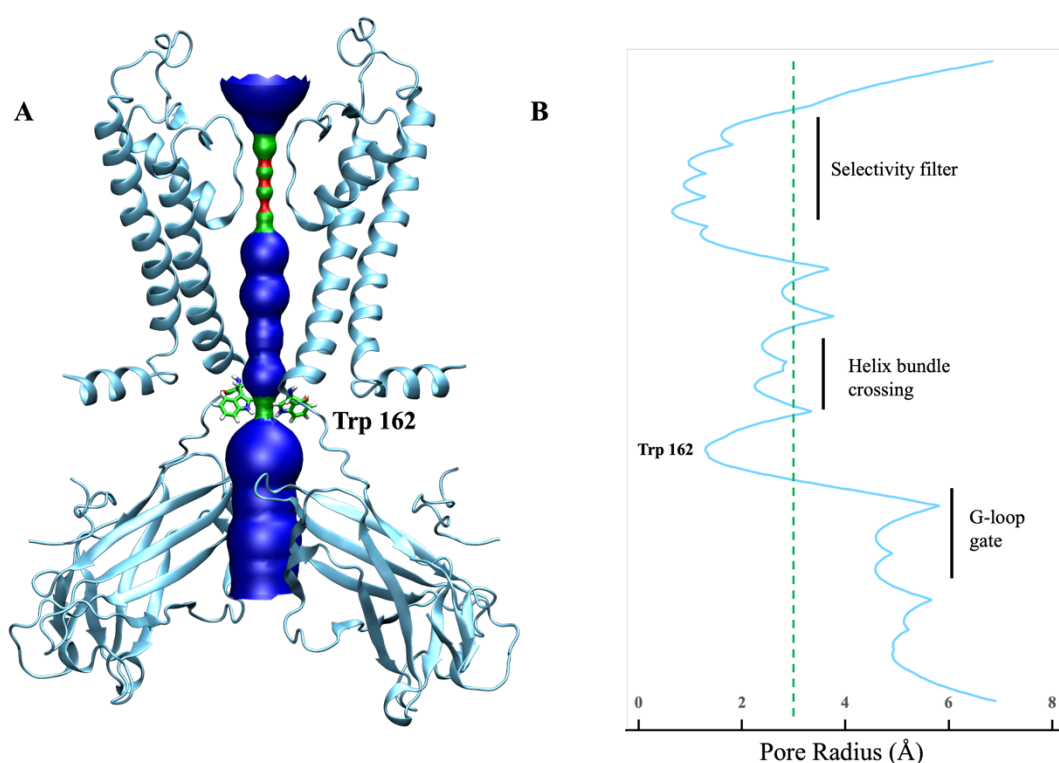 A
B
Trp 162
Selectivity filter
Helix bundle
crossing
Trp 162
G-loop
gate
0 2 4 6 8
Pore Radius (Å)